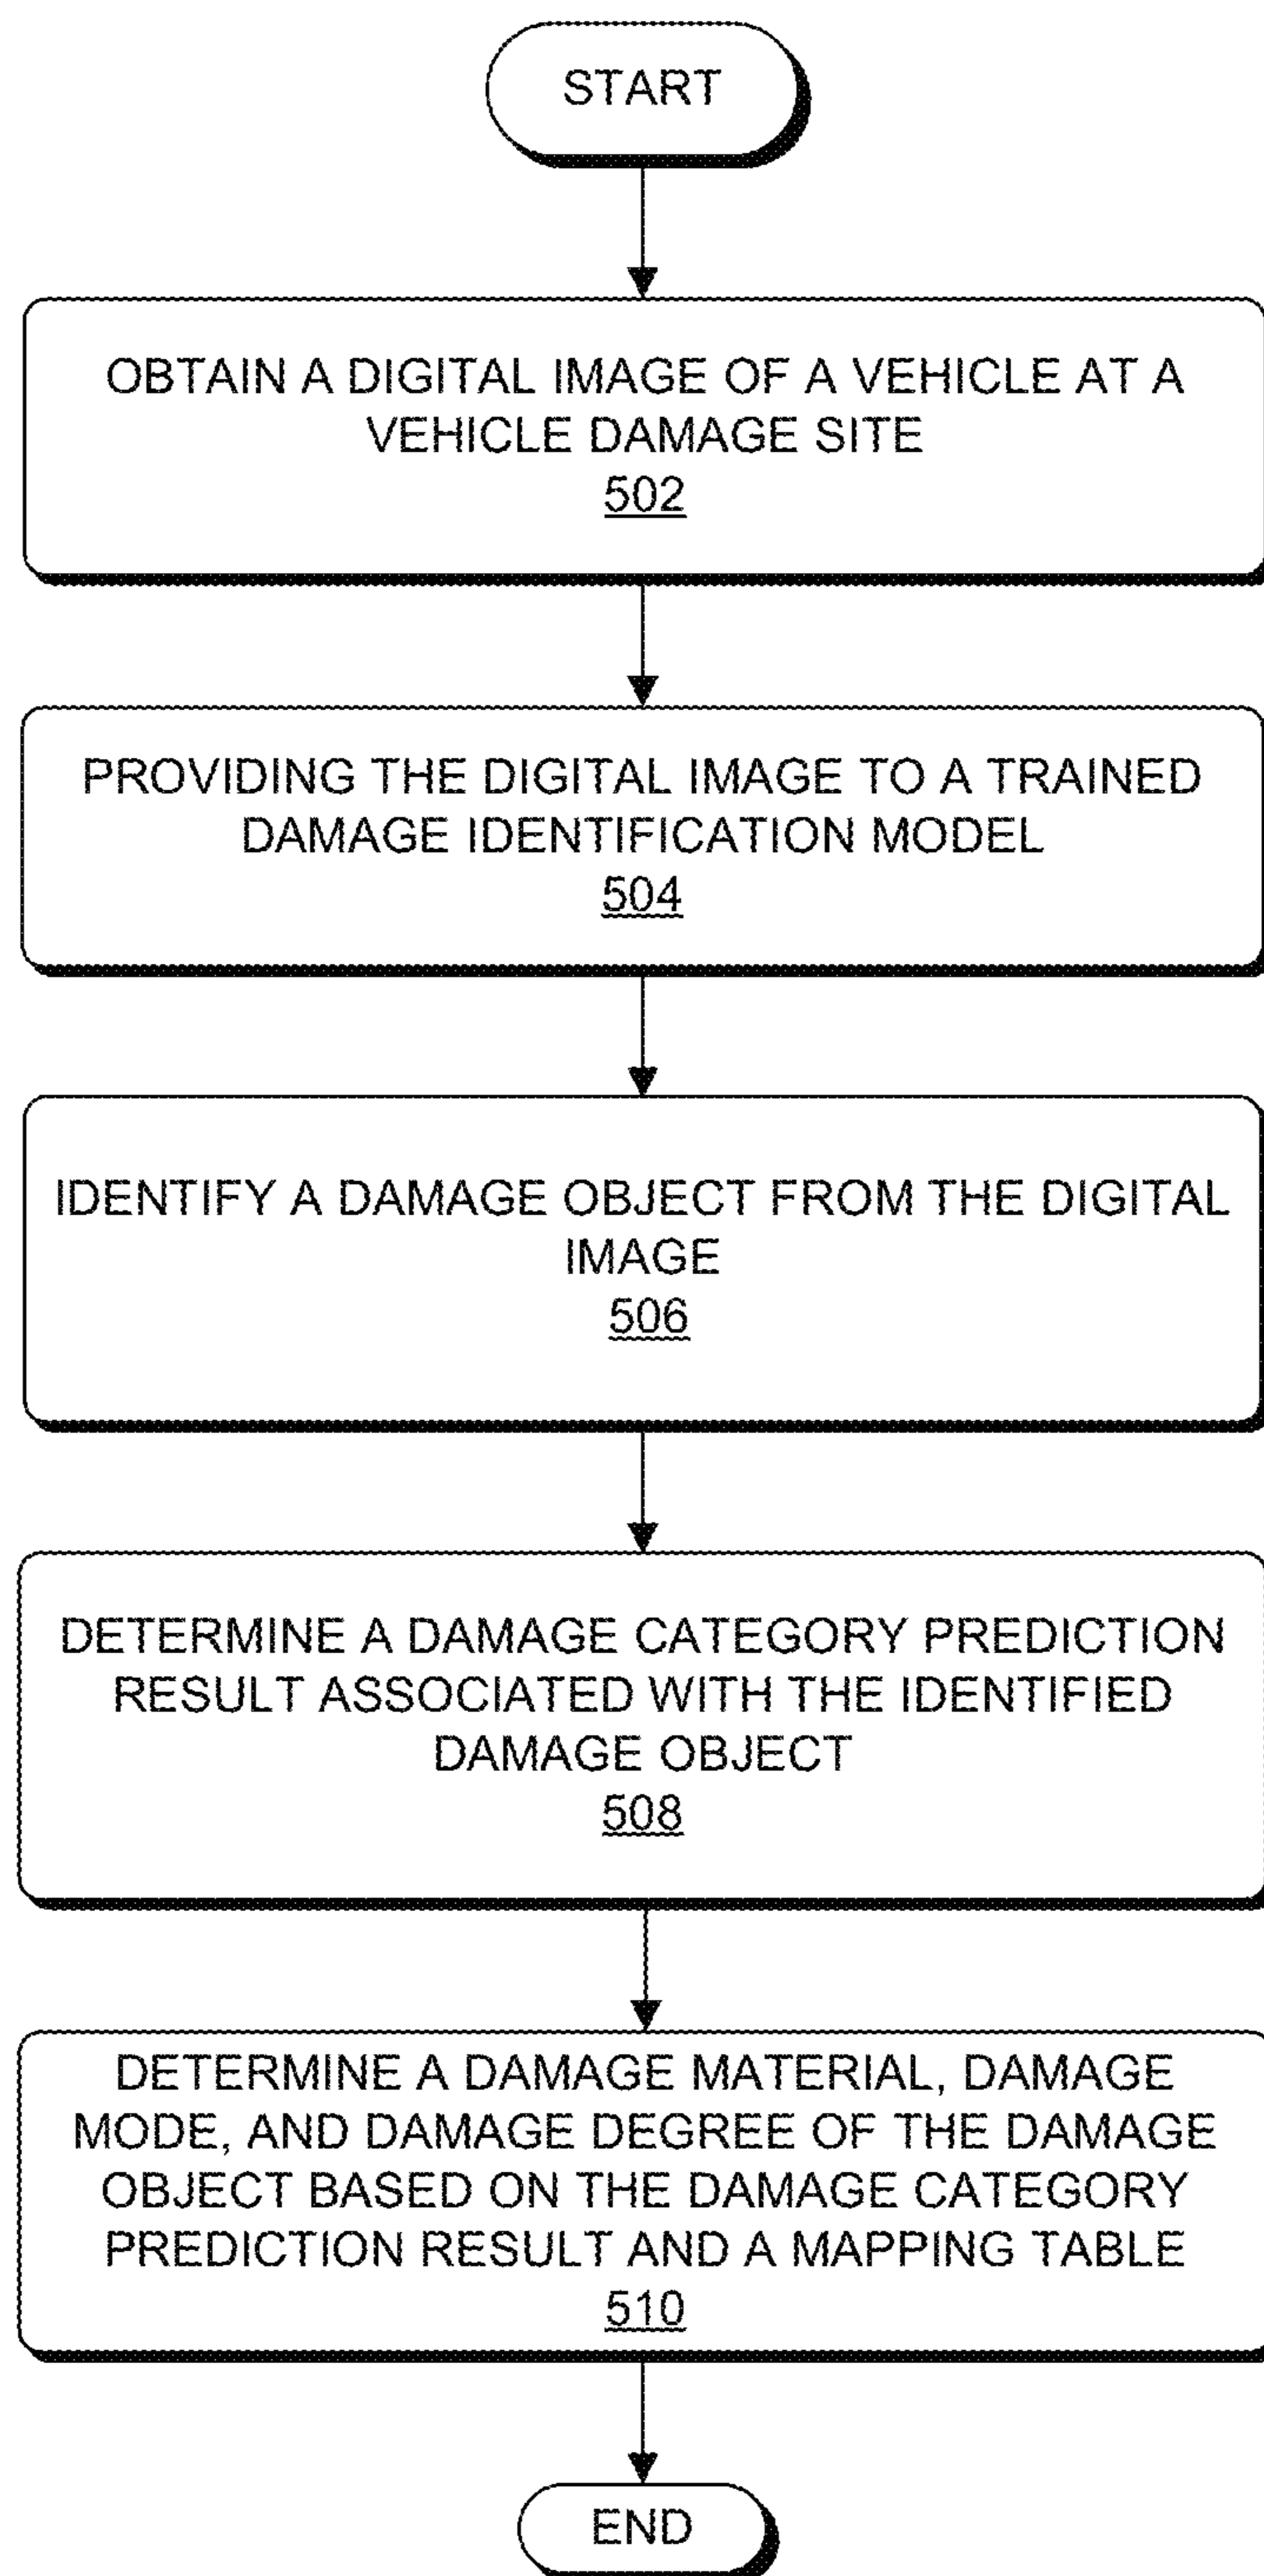 START
OBTAIN A DIGITAL IMAGE OF A VEHICLE AT A
VEHICLE DAMAGE SITE
502
PROVIDING THE DIGITAL IMAGE TO A TRAINED
DAMAGE IDENTIFICATION MODEL
504
IDENTIFY A DAMAGE OBJECT FROM THE DIGITAL
IMAGE
506
DETERMINE A DAMAGE CATEGORY PREDICTION
RESULT ASSOCIATED WITH THE IDENTIFIED
DAMAGE OBJECT
508
DETERMINE A DAMAGE MATERIAL, DAMAGE
MODE, AND DAMAGE DEGREE OF THE DAMAGE
OBJECT BASED ON THE DAMAGE CATEGORY
PREDICTION RESULT AND A MAPPING TABLE
510
END